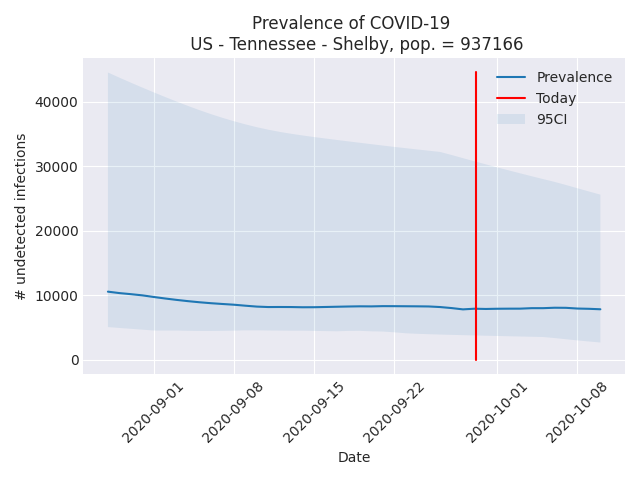 Prevalence of COVID-19
US - Tennessee - Shelby, pop. = 937166
Prevalence
Today
95CI
40000
30000
20000
10000
0
# undetected infections
2020-09-01
2020-09-08
2020-09-15
2020-09-22
2020-10-01
2020-10-08
Date